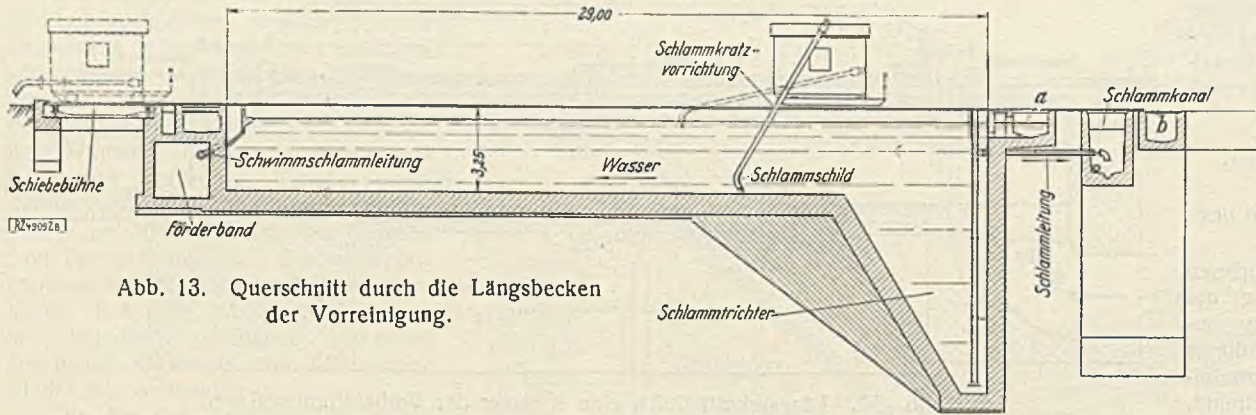 29,00
Schlammkratz-
vorrichtung
a
Schlammkanal
b
Schwimmschlammleitung
Wasser
3,25
Schlammschild
Schiebebühne
Förderband
Schlammleitung
Schlammtrichter
Abb. 13. Querschnitt durch die Längsbecken
der Vorreinigung.